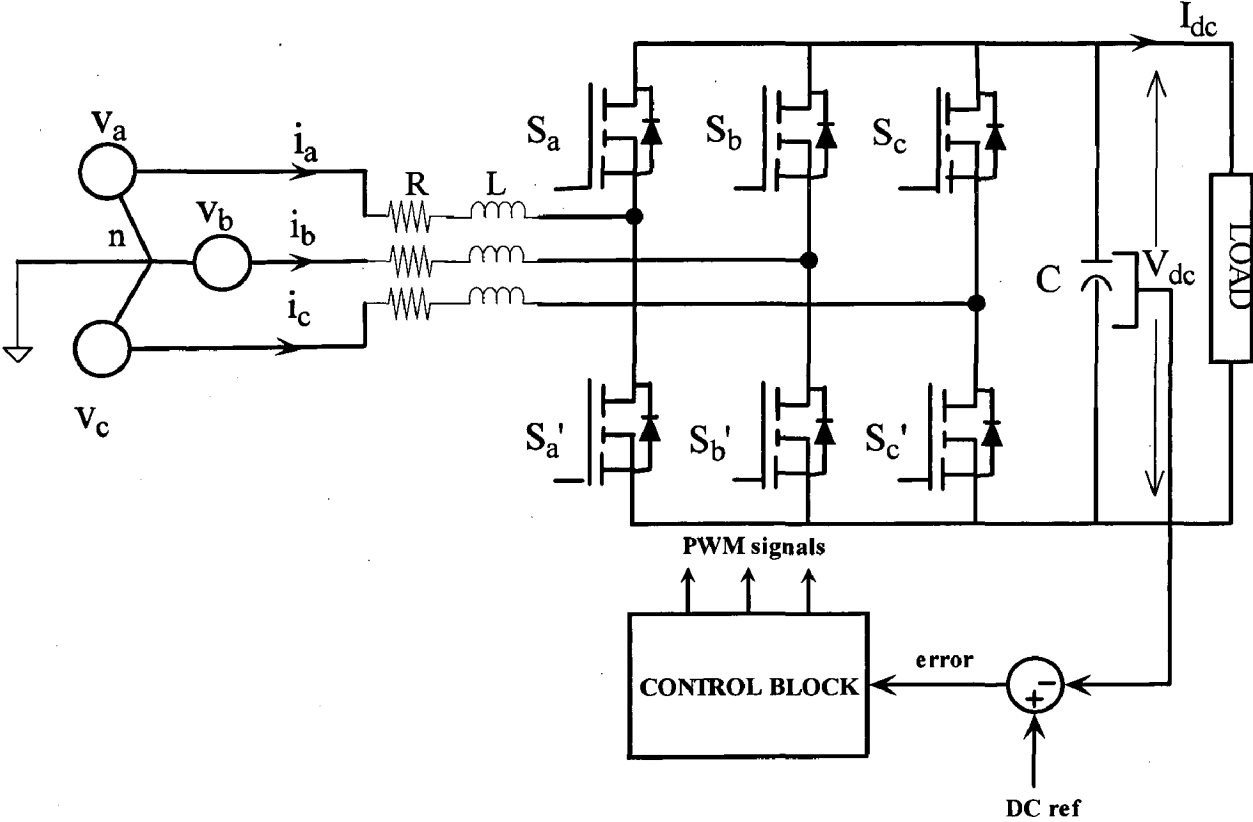 I_dc
v_a
i_a
S_a
S_b
S_c
R
L
v_b
n
i_b
i_c
v_c
C
V_dc
LOAD
S_a'
S_b'
S_c'
PWM signals
CONTROL BLOCK
error
−
+
DC ref